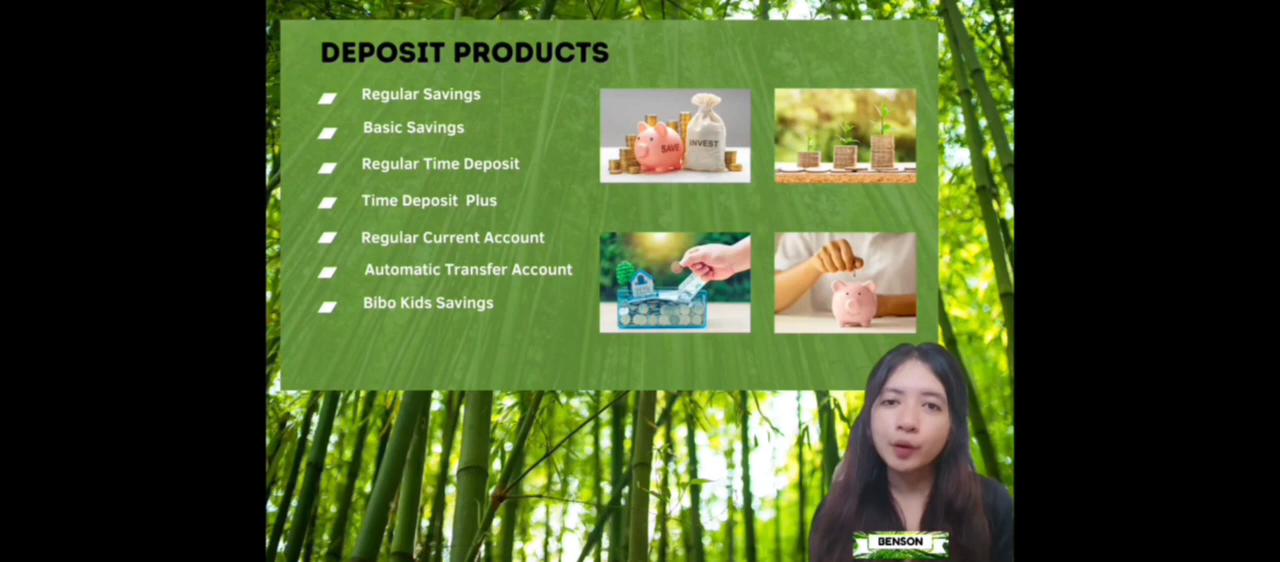 DEPOSIT PRODUCTS
Regular Savings
Basic Savings
Regular Time Deposit
Time Deposit Plus
Regular Current Account
Automatic Transfer Account
Bibo Kids Savings
SAVE
INVEST
BENSON